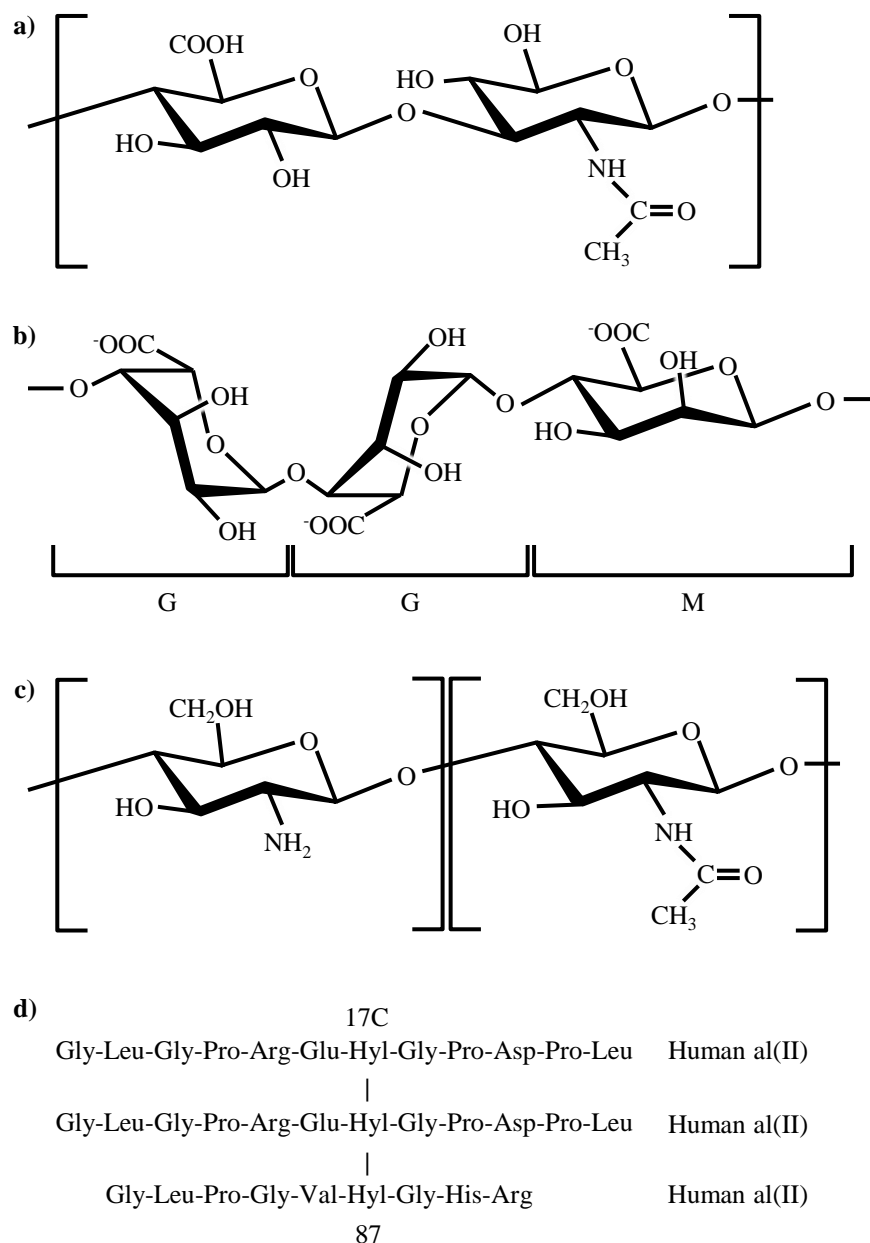 a)
COOH
O
HO
OH
O
OH
HO
O
O
NH
C=O
CH3
b)
O
-OOC
OH
O
OH
O
OH
O
OH
-OOC
O
-OOC
OH
O
HO
O
G
G
M
c)
CH2OH
O
HO
NH2
O
CH2OH
O
HO
O
NH
C=O
CH3
d)
17C
Gly-Leu-Gly-Pro-Arg-Glu-Hyl-Gly-Pro-Asp-Pro-Leu Human al(II)
|
Gly-Leu-Gly-Pro-Arg-Glu-Hyl-Gly-Pro-Asp-Pro-Leu Human al(II)
|
Gly-Leu-Pro-Gly-Val-Hyl-Gly-His-Arg Human al(II)
87